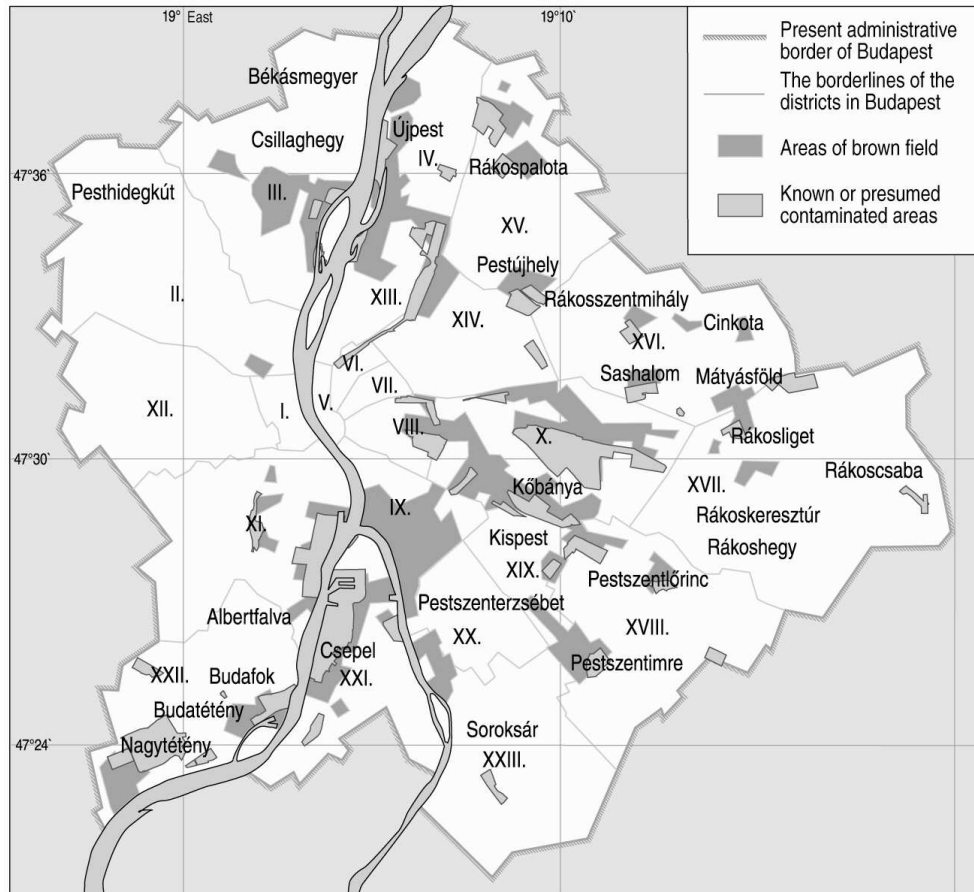 19° East
19°10`
Present administrative
border of Budapest
The borderlines of the
districts in Budapest
Areas of brown field
Known or presumed
contaminated areas
Békásmegyer
Csillaghegy
Újpest
IV.
Rákospalota
47°36`
Pesthidegkút
III.
XV.
Pestújhely
II.
XIII.
Rákosszentmihály
XIV.
Cinkota
XVI.
VI.
Sashalom
Mátyásföld
VII.
XII.
I.
V.
VIII.
X.
Rákosliget
47°30`
Rákoscsaba
XVII.
Kőbánya
IX.
Rákoskeresztúr
XI.
Kispest
Rákoshegy
XIX.
Pestszentlőrinc
Pestszenterzsébet
Albertfalva
XVIII.
XX.
Csepel
Pestszentimre
XXII.
Budafok
XXI.
Budatétény
Soroksár
47°24`
Nagytétény
XXIII.